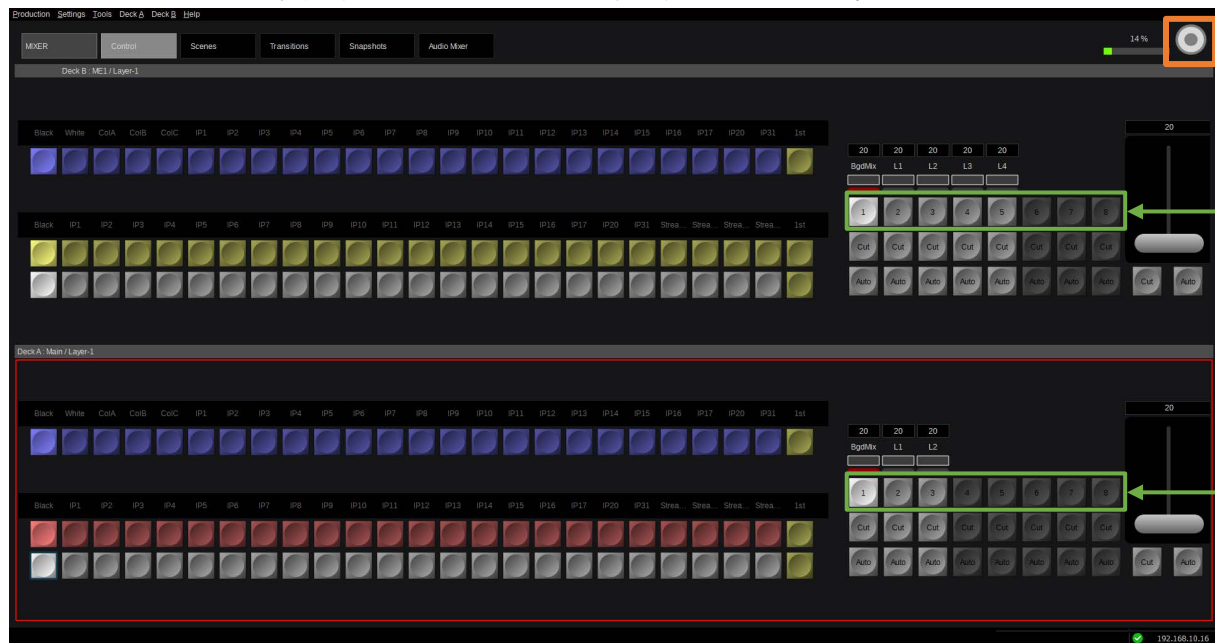 Production Settings Tools Deck A Deck B Help
MIXER Control Scenes Transitions Snapshots Audio Mixer 14 %
Deck B : ME1 / Layer-1
Black White ColA ColB ColC IP1 IP2 IP3 IP4 IP5 IP6 IP7 IP8 IP9 IP10 IP11 IP12 IP13 IP14 IP15 IP16 IP17 IP20 IP31 1st 20
20 20 20 20 20
BgdMix L1 L2 L3 L4
1 2 3 4 5 6 7 8
Black IP1 IP2 IP3 IP4 IP5 IP6 IP7 IP8 IP9 IP10 IP11 IP12 IP13 IP14 IP15 IP16 IP17 IP20 IP31 Strea... Strea... Strea... Strea... 1st
Cut Cut Cut Cut Cut Cut Cut Cut
Auto Auto Auto Auto Auto Auto Auto Auto Cut Auto
Deck A : Main / Layer-1
Black White ColA ColB ColC IP1 IP2 IP3 IP4 IP5 IP6 IP7 IP8 IP9 IP10 IP11 IP12 IP13 IP14 IP15 IP16 IP17 IP20 IP31 1st 20
20 20 20
BgdMix L1 L2
1 2 3 4 5 6 7 8
Black IP1 IP2 IP3 IP4 IP5 IP6 IP7 IP8 IP9 IP10 IP11 IP12 IP13 IP14 IP15 IP16 IP17 IP20 IP31 Strea... Strea... Strea... Strea... 1st
Cut Cut Cut Cut Cut Cut Cut Cut
Auto Auto Auto Auto Auto Auto Auto Auto Cut Auto
192.168.10.16